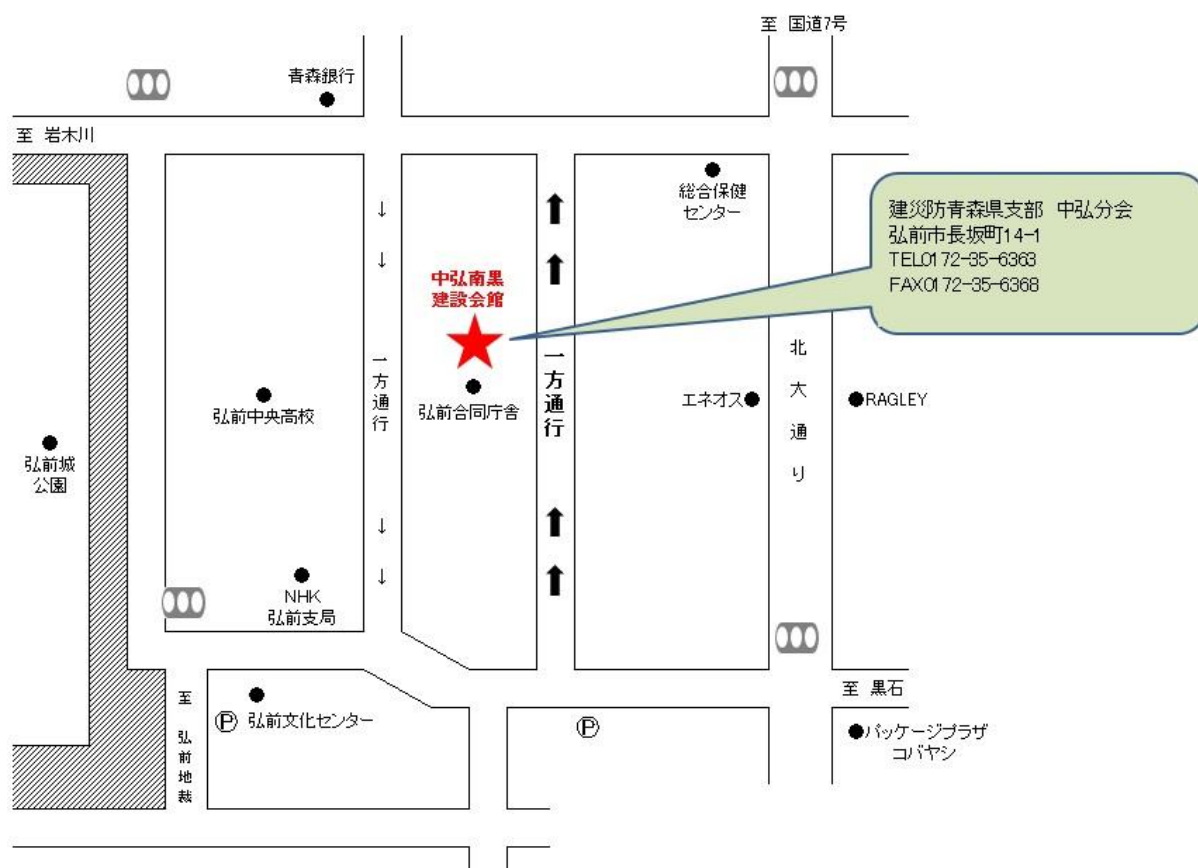 至 国道7号
青森銀行
至 岩木川
総合保健
センター
建災防青森県支部 中弘分会
弘前市長坂町14-1
TEL0172-35-6363
FAX0172-35-6368
↓
↓
中弘南黒
建設会館
一方通行
一方通行
北大通り
弘前中央高校
弘前合同庁舎
エネオス
RAGLEY
弘前城
公園
↓
↓
NHK
弘前支局
至 黒石
至 弘前地裁
P
弘前文化センター
P
パッケージプラザ
コバヤシ